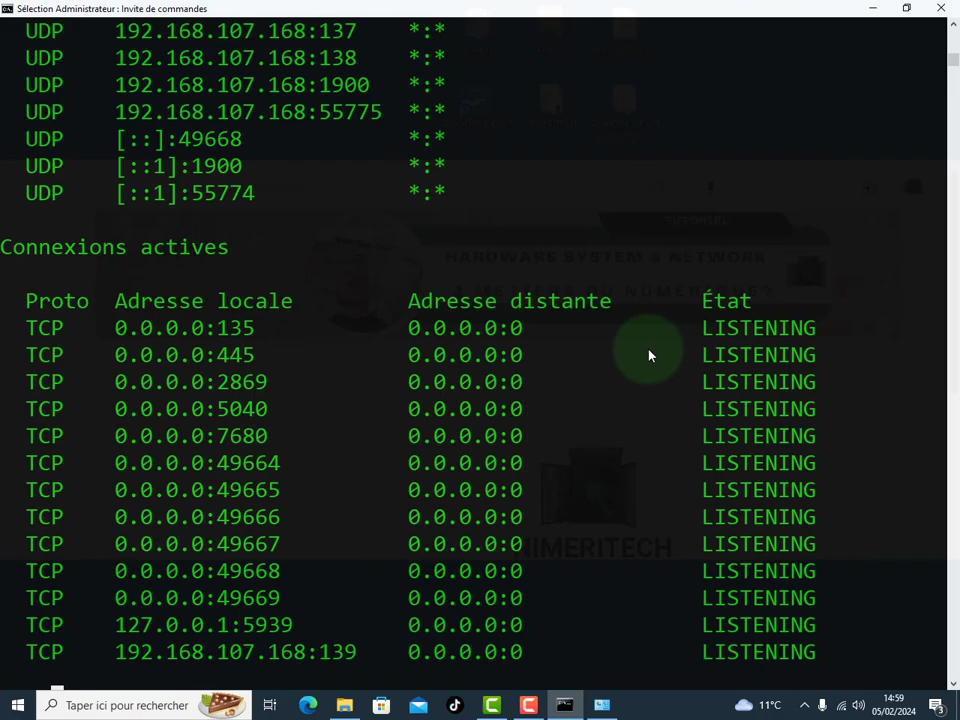 Sélection Administrateur : Invite de commandes
UDP 192.168.107.168:137 *:*
UDP 192.168.107.168:138 *:*
UDP 192.168.107.168:1900 *:*
UDP 192.168.107.168:55775 *:*
UDP [::]:49668 *:*
UDP [::1]:1900 *:*
UDP [::1]:55774 *:*
TUTORIEL
Connexions actives
HARDWARE SYSTEM & NETWORK
Proto Adresse locale Adresse distante État
TCP 0.0.0.0:135 0.0.0.0:0 LISTENING
TCP 0.0.0.0:445 0.0.0.0:0 LISTENING
TCP 0.0.0.0:2869 0.0.0.0:0 LISTENING
TCP 0.0.0.0:5040 0.0.0.0:0 LISTENING
TCP 0.0.0.0:7680 0.0.0.0:0 LISTENING
TCP 0.0.0.0:49664 0.0.0.0:0 LISTENING
TCP 0.0.0.0:49665 0.0.0.0:0 LISTENING
TCP 0.0.0.0:49666 0.0.0.0:0 LISTENING
TCP 0.0.0.0:49667 0.0.0.0:0 LISTENING
NIMERITECH
TCP 0.0.0.0:49668 0.0.0.0:0 LISTENING
TCP 0.0.0.0:49669 0.0.0.0:0 LISTENING
TCP 127.0.0.1:5939 0.0.0.0:0 LISTENING
TCP 192.168.107.168:139 0.0.0.0:0 LISTENING
Taper ici pour rechercher
11°C
14:59
05/02/2024
3